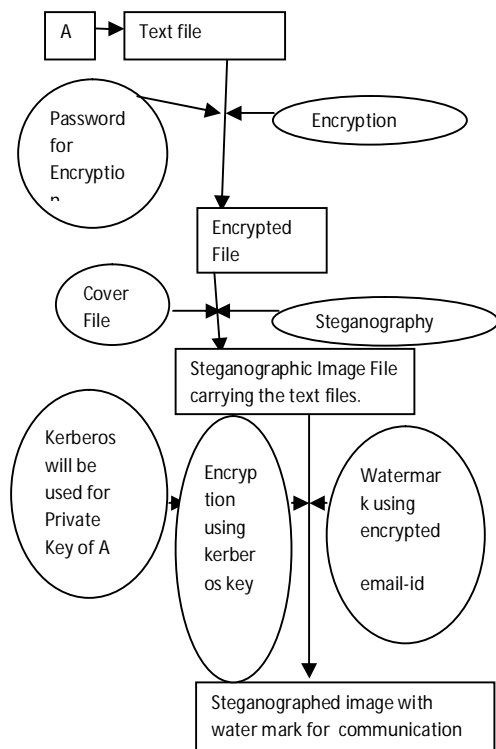 A
Text file
Password
for
Encryptio
n
Encryption
Encrypted
File
Cover
File
Steganography
Steganographic Image File
carrying the text files.
Kerberos
will be
used for
Private
Key of A
Encryp
tion
using
kerber
os key
Watermar
k using
encrypted
email-id
Steganographed image with
water mark for communication